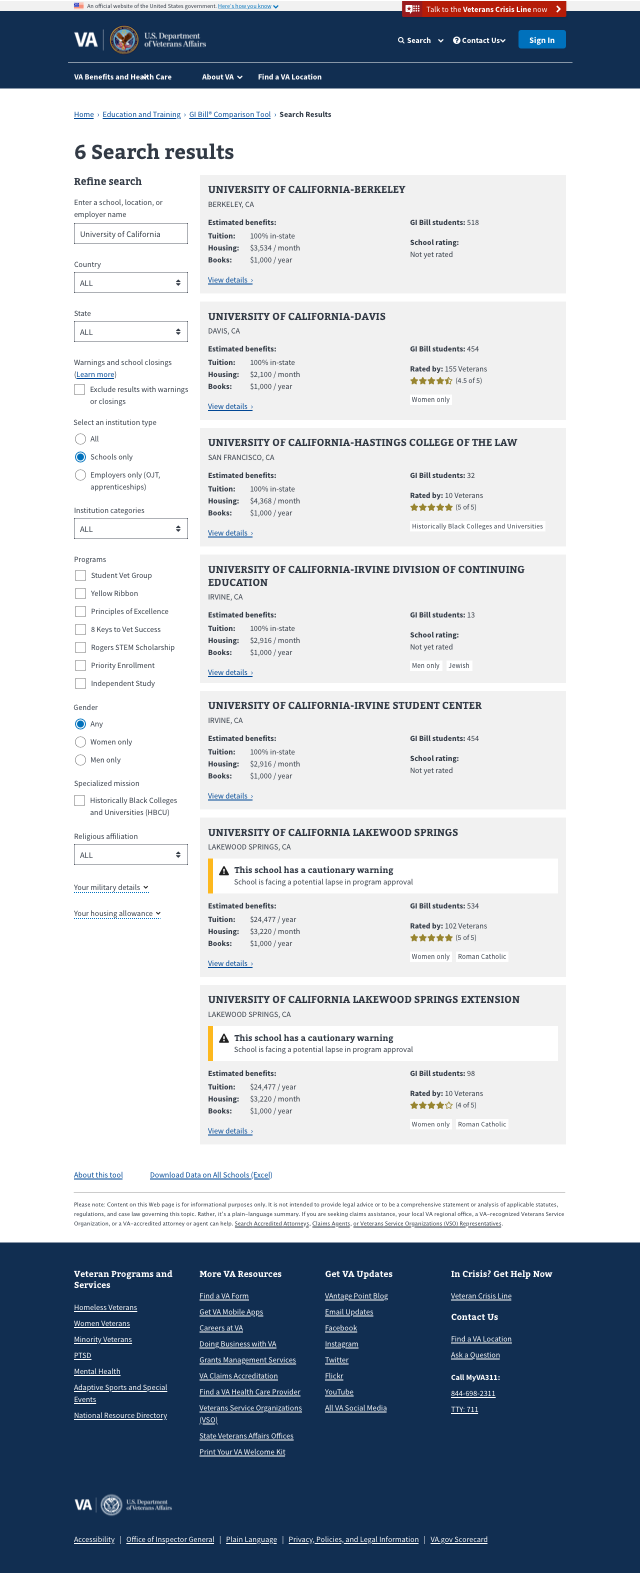 An official website of the United States government. Here's how you know
Talk to the Veterans Crisis Line now
VA
U.S. Department
of Veterans Affairs
Search
Contact Us
Sign In
VA Benefits and Health Care
About VA
Find a VA Location
Home › Education and Training › GI Bill® Comparison Tool › Search Results
6 Search results
Refine search
Enter a school, location, or
employer name
University of California
Country
ALL
State
ALL
Warnings and school closings
(Learn more)
Exclude results with warnings
or closings
Select an institution type
All
Schools only
Employers only (OJT,
apprenticeships)
Institution categories
ALL
Programs
Student Vet Group
Yellow Ribbon
Principles of Excellence
8 Keys to Vet Success
Rogers STEM Scholarship
Priority Enrollment
Independent Study
Gender
Any
Women only
Men only
Specialized mission
Historically Black Colleges
and Universities (HBCU)
Religious affiliation
ALL
Your military details
Your housing allowance
UNIVERSITY OF CALIFORNIA-BERKELEY
BERKELEY, CA
Estimated benefits:
Tuition: 100% in-state
Housing: $3,534 / month
Books: $1,000 / year
View details ›
GI Bill students: 518
School rating:
Not yet rated
UNIVERSITY OF CALIFORNIA-DAVIS
DAVIS, CA
Estimated benefits:
Tuition: 100% in-state
Housing: $2,100 / month
Books: $1,000 / year
View details ›
GI Bill students: 454
Rated by: 155 Veterans
(4.5 of 5)
Women only
UNIVERSITY OF CALIFORNIA-HASTINGS COLLEGE OF THE LAW
SAN FRANCISCO, CA
Estimated benefits:
Tuition: 100% in-state
Housing: $4,368 / month
Books: $1,000 / year
View details ›
GI Bill students: 32
Rated by: 10 Veterans
(5 of 5)
Historically Black Colleges and Universities
UNIVERSITY OF CALIFORNIA-IRVINE DIVISION OF CONTINUING
EDUCATION
IRVINE, CA
Estimated benefits:
Tuition: 100% in-state
Housing: $2,916 / month
Books: $1,000 / year
View details ›
GI Bill students: 13
School rating:
Not yet rated
Men only Jewish
UNIVERSITY OF CALIFORNIA-IRVINE STUDENT CENTER
IRVINE, CA
Estimated benefits:
Tuition: 100% in-state
Housing: $2,916 / month
Books: $1,000 / year
View details ›
GI Bill students: 454
School rating:
Not yet rated
UNIVERSITY OF CALIFORNIA LAKEWOOD SPRINGS
LAKEWOOD SPRINGS, CA
This school has a cautionary warning
School is facing a potential lapse in program approval
Estimated benefits:
Tuition: $24,477 / year
Housing: $3,220 / month
Books: $1,000 / year
View details ›
GI Bill students: 534
Rated by: 102 Veterans
(5 of 5)
Women only Roman Catholic
UNIVERSITY OF CALIFORNIA LAKEWOOD SPRINGS EXTENSION
LAKEWOOD SPRINGS, CA
This school has a cautionary warning
School is facing a potential lapse in program approval
Estimated benefits:
Tuition: $24,477 / year
Housing: $3,220 / month
Books: $1,000 / year
View details ›
GI Bill students: 98
Rated by: 10 Veterans
(4 of 5)
Women only Roman Catholic
About this tool
Download Data on All Schools (Excel)
Please note: Content on this Web page is for informational purposes only. It is not intended to provide legal advice or to be a comprehensive statement or analysis of applicable statutes,
regulations, and case law governing this topic. Rather, it's a plain-language summary. If you are seeking claims assistance, your local VA regional office, a VA-recognized Veterans Service
Organization, or a VA-accredited attorney or agent can help. Search Accredited Attorneys, Claims Agents, or Veterans Service Organizations (VSO) Representatives.
Veteran Programs and
Services
Homeless Veterans
Women Veterans
Minority Veterans
PTSD
Mental Health
Adaptive Sports and Special
Events
National Resource Directory
More VA Resources
Find a VA Form
Get VA Mobile Apps
Careers at VA
Doing Business with VA
Grants Management Services
VA Claims Accreditation
Find a VA Health Care Provider
Veterans Service Organizations
(VSO)
State Veterans Affairs Offices
Print Your VA Welcome Kit
Get VA Updates
VAntage Point Blog
Email Updates
Facebook
Instagram
Twitter
Flickr
YouTube
All VA Social Media
In Crisis? Get Help Now
Veteran Crisis Line
Contact Us
Find a VA Location
Ask a Question
Call MyVA311:
844-698-2311
TTY: 711
VA
U.S. Department
of Veterans Affairs
Accessibility | Office of Inspector General | Plain Language | Privacy, Policies, and Legal Information | VA.gov Scorecard